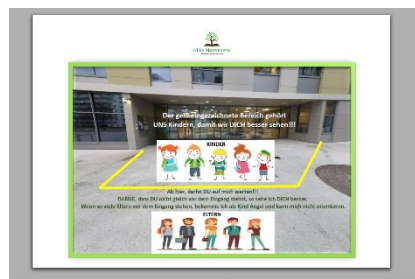 Der gelb eingezeichnete Bereich gehört
UNS Kindern, damit wir DICH besser sehen!!!
KINDER
Ab hier, darfst DU auf mich warten!!!
DANKE, dass DU nicht gleich vor dem Eingang stehst, so sehe ich DICH besser.
Wenn so viele Eltern vor dem Eingang stehen, bekomme ich als Kind Angst und kann mich nicht orientieren.
ELTERN